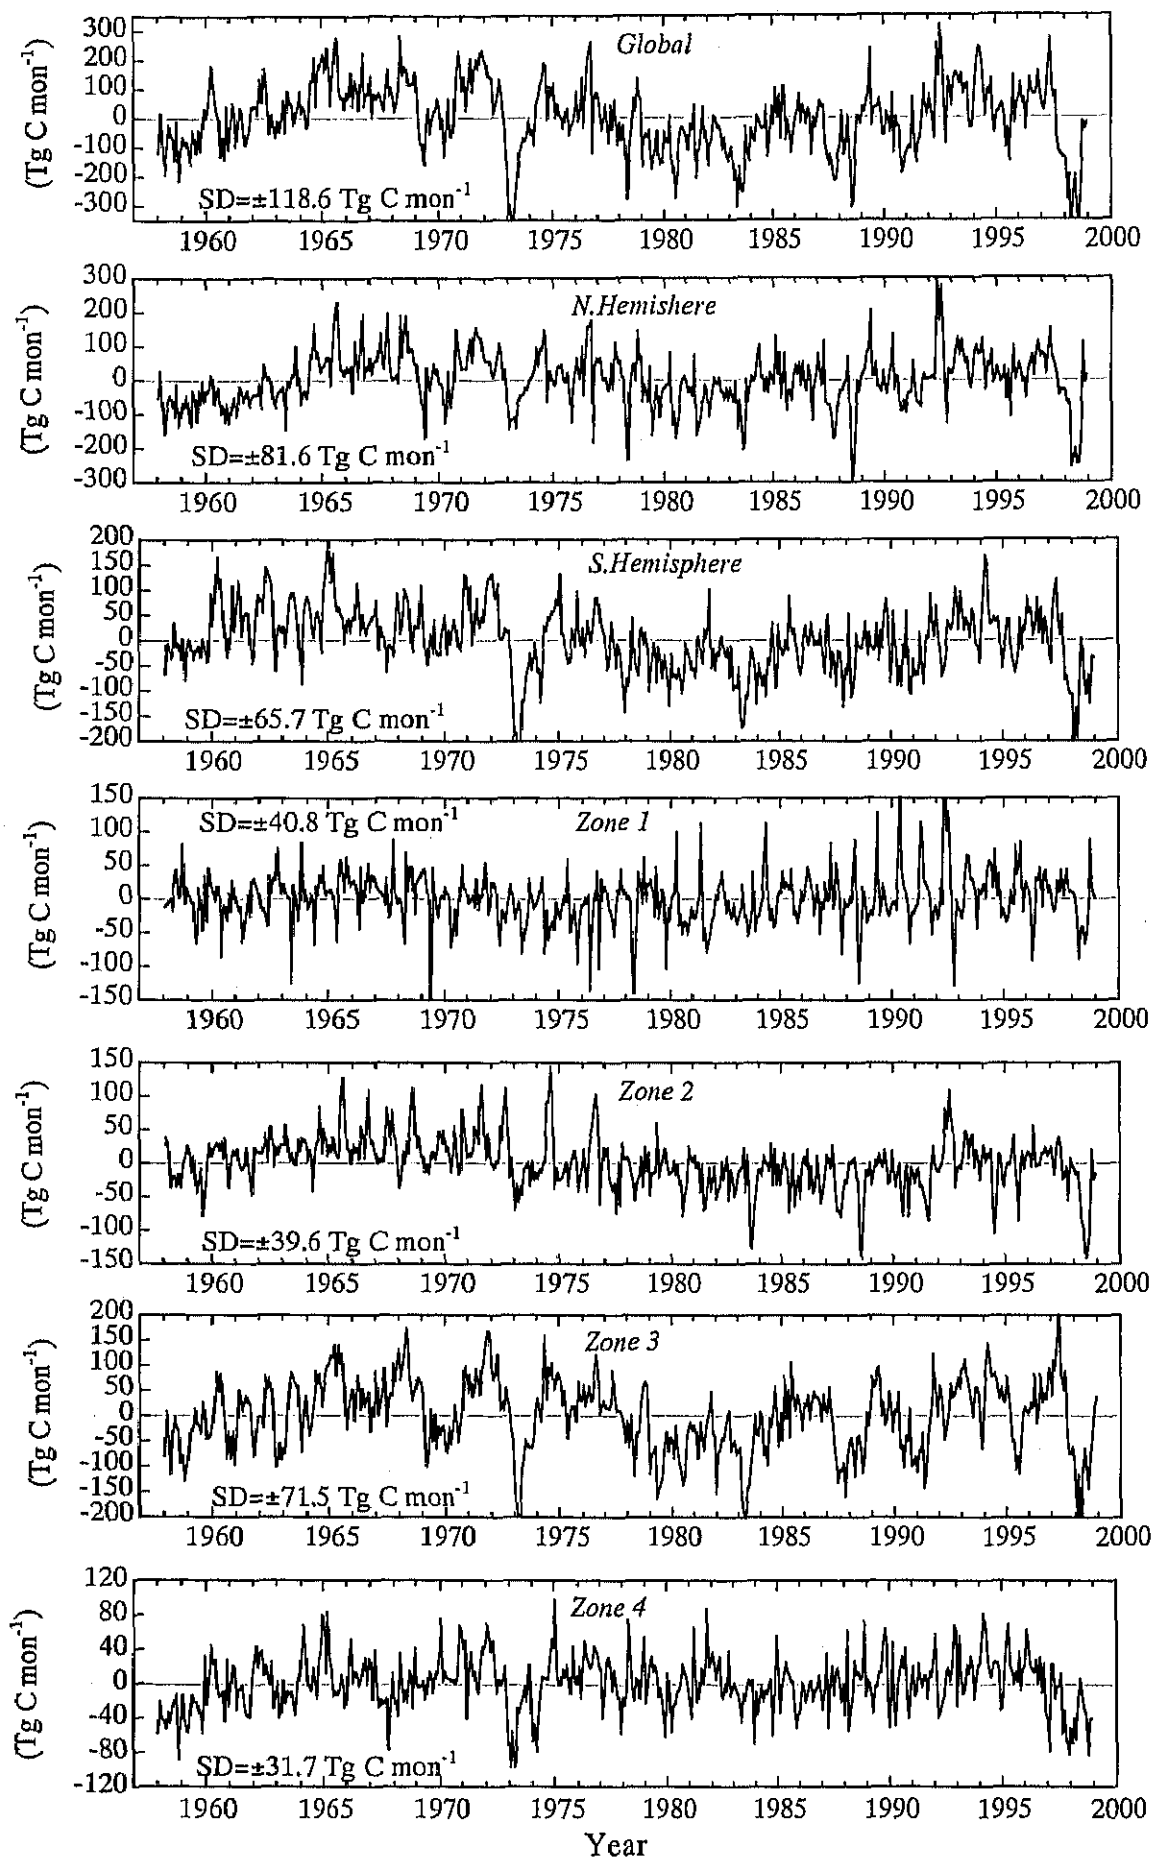 Global
(Tg C mon-1)
300
200
100
0
-100
-200
-300
SD=±118.6 Tg C mon-1
1960 1965 1970 1975 1980 1985 1990 1995 2000
N.Hemishere
(Tg C mon-1)
300
200
100
0
-100
-200
-300
SD=±81.6 Tg C mon-1
1960 1965 1970 1975 1980 1985 1990 1995 2000
S.Hemisphere
(Tg C mon-1)
200
150
100
50
0
-50
-100
-150
-200
SD=±65.7 Tg C mon-1
1960 1965 1970 1975 1980 1985 1990 1995 2000
SD=±40.8 Tg C mon-1 Zone 1
(Tg C mon-1)
150
100
50
0
-50
-100
-150
1960 1965 1970 1975 1980 1985 1990 1995 2000
Zone 2
(Tg C mon-1)
150
100
50
0
-50
-100
-150
SD=±39.6 Tg C mon-1
1960 1965 1970 1975 1980 1985 1990 1995 2000
Zone 3
(Tg C mon-1)
200
150
100
50
0
-50
-100
-150
-200
SD=±71.5 Tg C mon-1
1960 1965 1970 1975 1980 1985 1990 1995 2000
Zone 4
(Tg C mon-1)
120
80
40
0
-40
-80
-120
SD=±31.7 Tg C mon-1
1960 1965 1970 1975 1980 1985 1990 1995 2000
Year